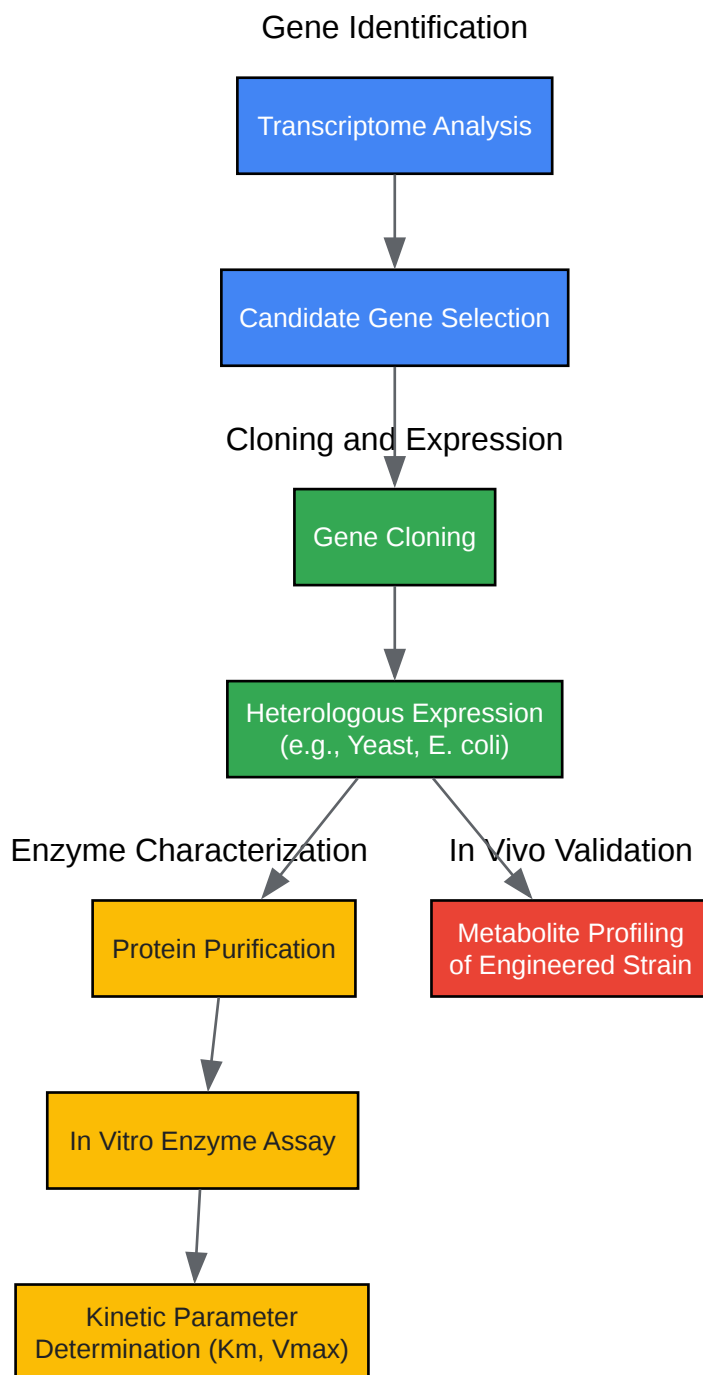 Gene Identification
Transcriptome Analysis
Candidate Gene Selection
Cloning and Expression
Gene Cloning
Heterologous Expression
(e.g., Yeast, E. coli)
Enzyme Characterization
In Vivo Validation
Protein Purification
Metabolite Profiling
of Engineered Strain
In Vitro Enzyme Assay
Kinetic Parameter
Determination (Km, Vmax)